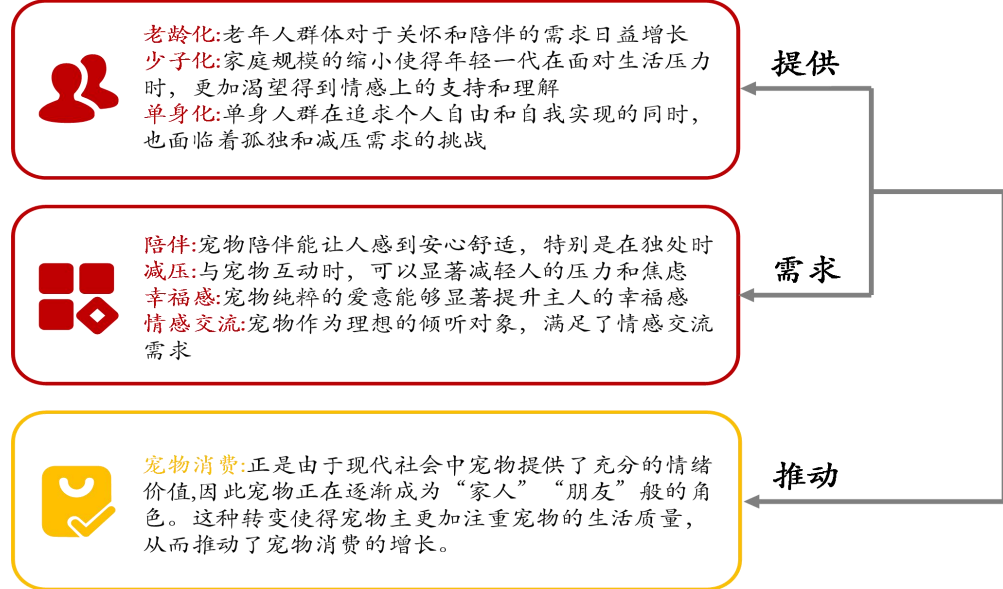 老龄化:老年人群体对于关怀和陪伴的需求日益增长
少子化:家庭规模的缩小使得年轻一代在面对生活压力
时，更加渴望得到情感上的支持和理解
单身化:单身人群在追求个人自由和自我实现的同时，
也面临着孤独和减压需求的挑战
提供
陪伴:宠物陪伴能让人感到安心舒适，特别是在独处时
减压:与宠物互动时，可以显著减轻人的压力和焦虑
幸福感:宠物纯粹的爱意能够显著提升主人的幸福感
情感交流:宠物作为理想的倾听对象，满足了情感交流
需求
需求
宠物消费:正是由于现代社会中宠物提供了充分的情绪
价值,因此宠物正在逐渐成为“家人”“朋友”般的角
色。这种转变使得宠物主更加注重宠物的生活质量，
从而推动了宠物消费的增长。
推动